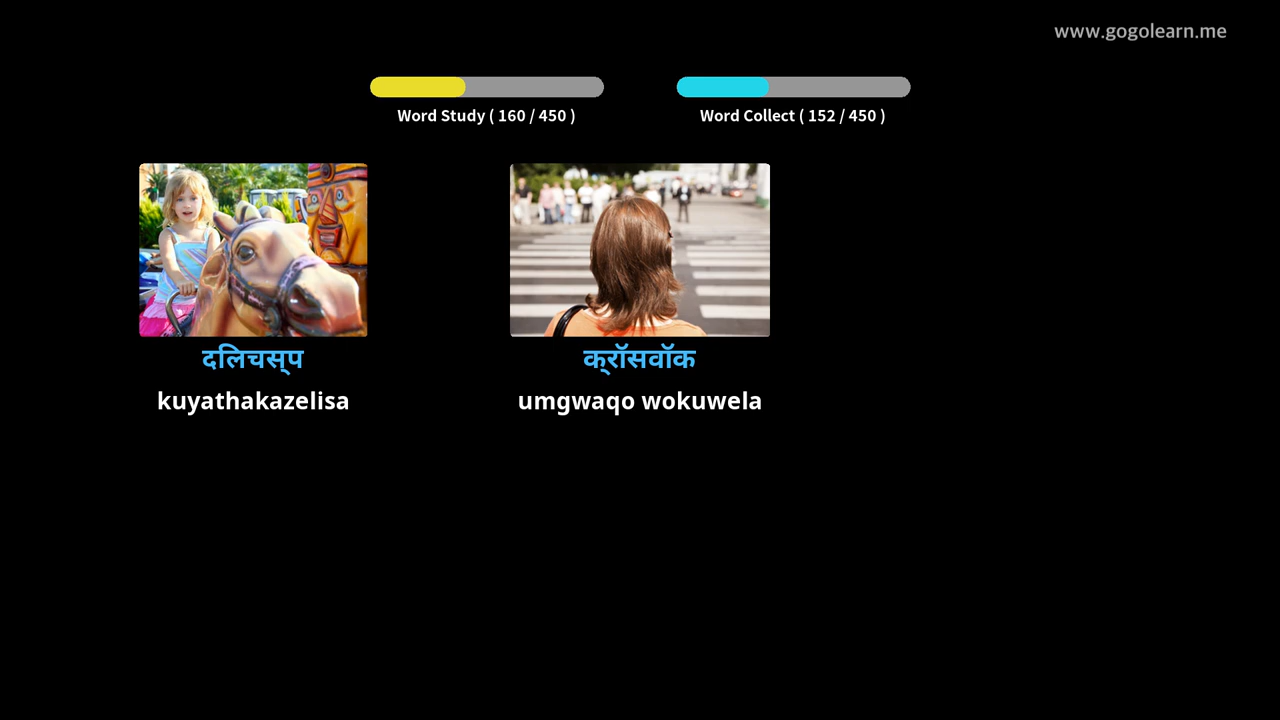 www.gogolearn.me
Word Study ( 160 / 450 )
Word Collect ( 152 / 450 )
दलिचस्प
क्रॉसवॉक
kuyathakazelisa
umgwaqo wokuwela